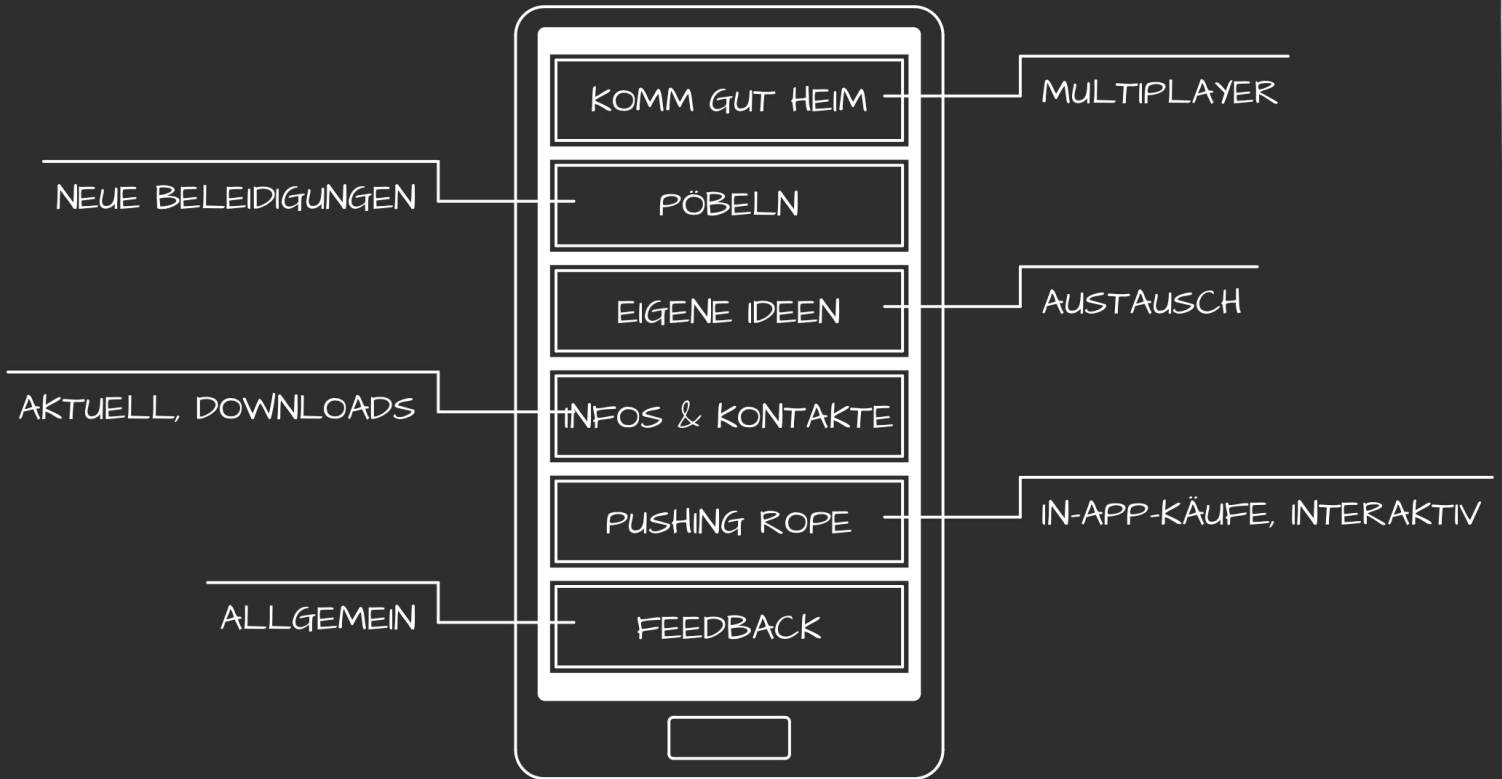 KOMM GUT HEIM
MULTIPLAYER
NEUE BELEIDIGUNGEN
PÖBELN
EIGENE IDEEN
AUSTAUSCH
AKTUELL, DOWNLOADS
INFOS & KONTAKTE
PUSHING ROPE
IN-APP-KÄUFE, INTERAKTIV
ALLGEMEIN
FEEDBACK